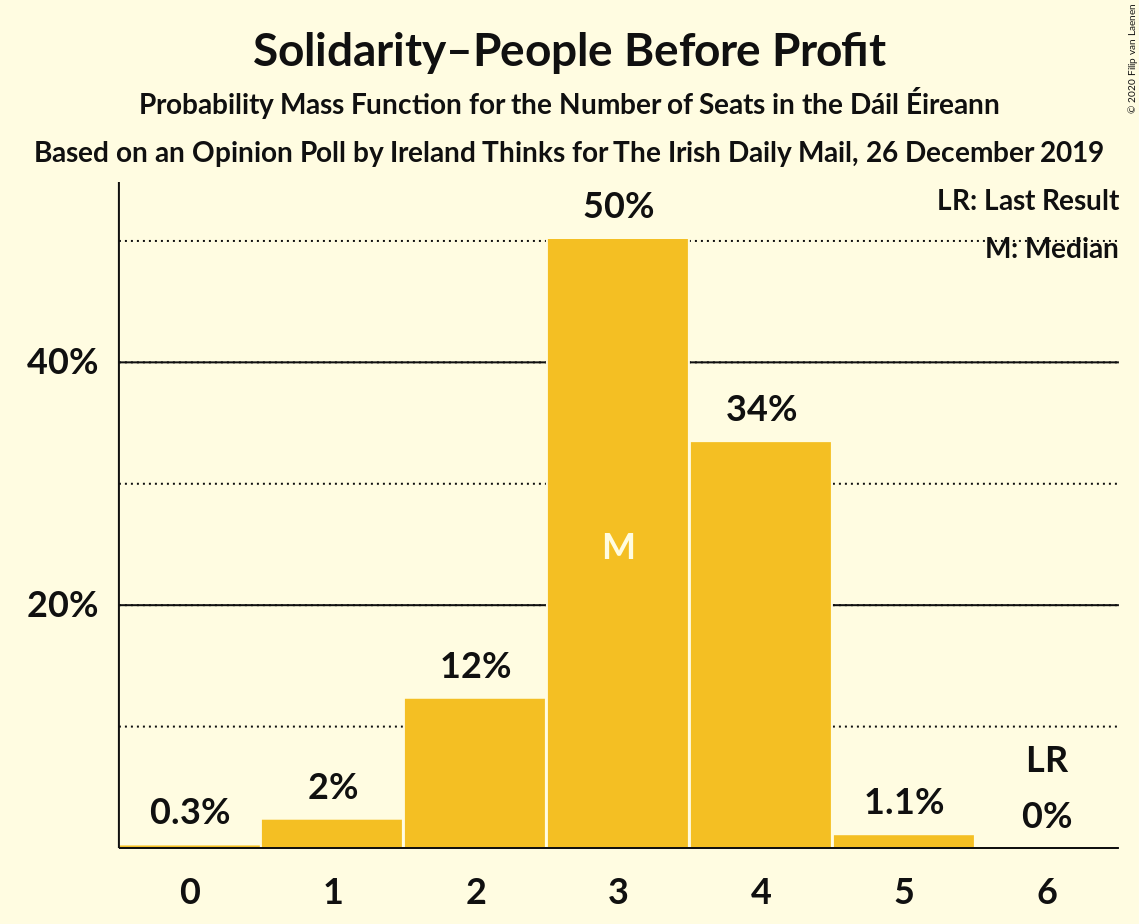 Solidarity–People Before Profit
Probability Mass Function for the Number of Seats in the Dáil Éireann
Based on an Opinion Poll by Ireland Thinks for The Irish Daily Mail, 26 December 2019
© 2020 Filip van Laenen
LR: Last Result
M: Median
50%
40%
34%
M
20%
12%
LR
2%
1.1%
0.3%
0%
0 1 2 3 4 5 6